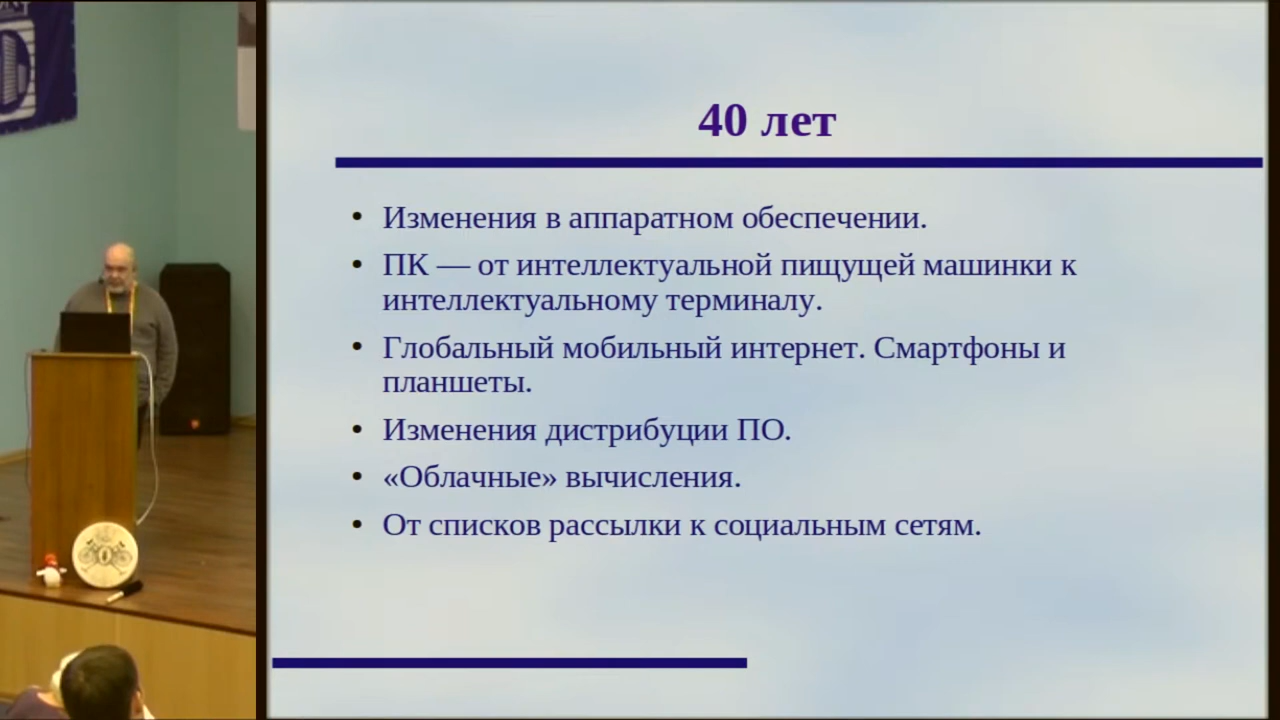 40 лет
• Изменения в аппаратном обеспечении.
• ПК — от интеллектуальной пищущей машинки к
интеллектуальному терминалу.
• Глобальный мобильный интернет. Смартфоны и
планшеты.
• Изменения дистрибуции ПО.
• «Облачные» вычисления.
• От списков рассылки к социальным сетям.